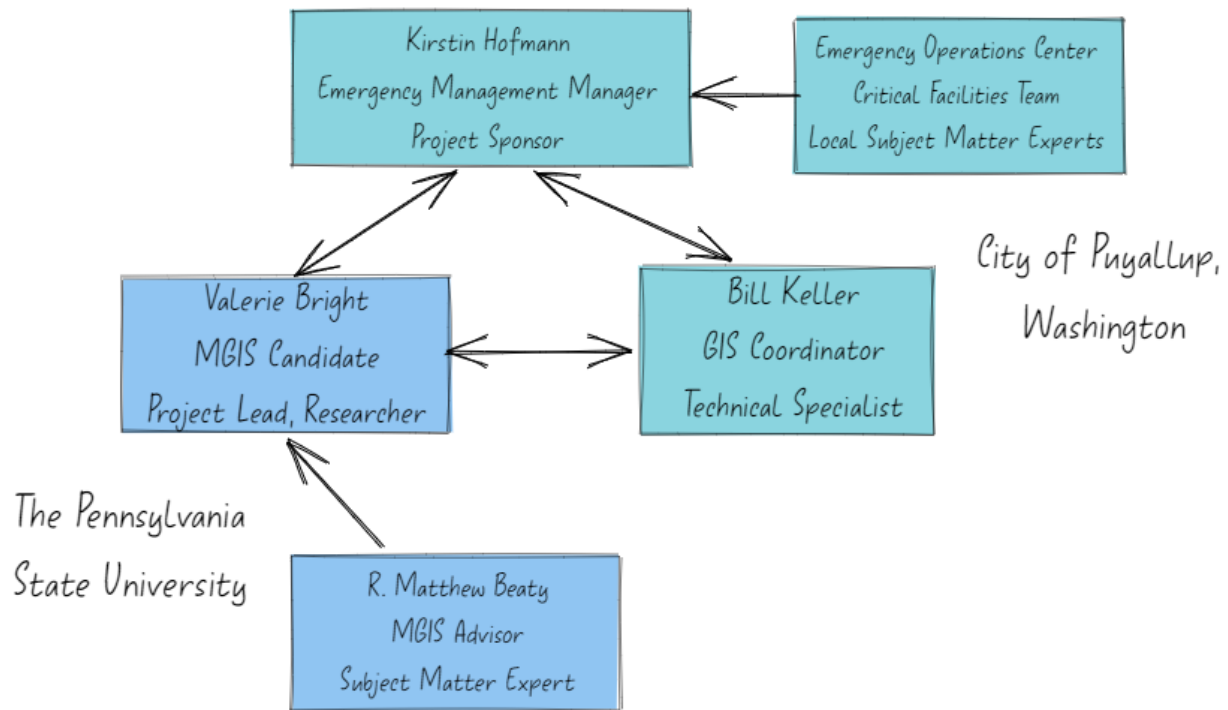 Kirstin Hofmann
Emergency Management Manager
Project Sponsor
Emergency Operations Center
Critical Facilities Team
Local Subject Matter Experts
City of Puyallup,
Washington
Valerie Bright
MGIS Candidate
Project Lead, Researcher
Bill Keller
GIS Coordinator
Technical Specialist
The Pennsylvania
State University
R. Matthew Beaty
MGIS Advisor
Subject Matter Expert